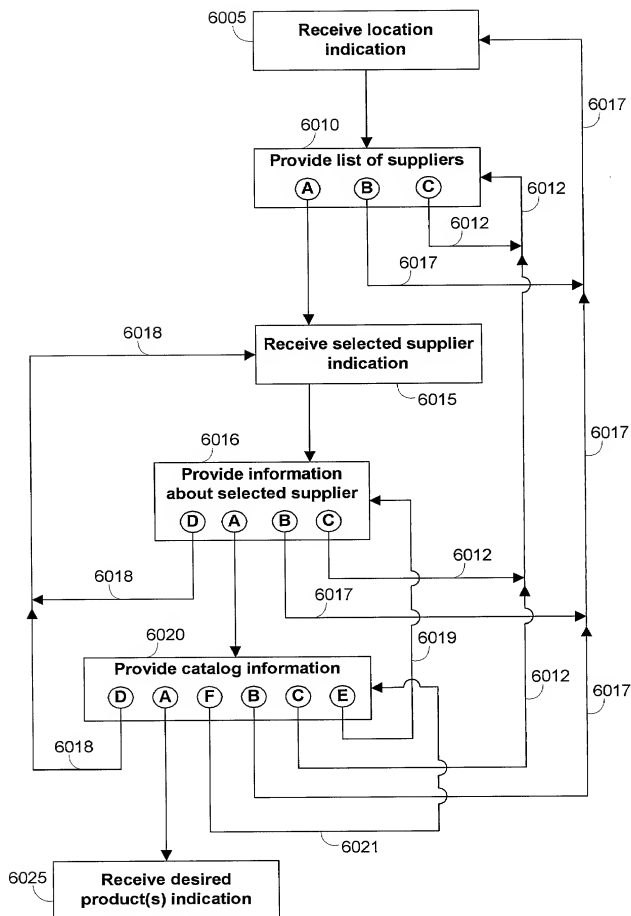 6005
Receive location
indication
6017
6010
Provide list of suppliers
A B C
6012
6012
6017
6018
Receive selected supplier
indication
6015
6017
6016
Provide information
about selected supplier
D A B C
6012
6018
6017
6019
6020
Provide catalog information
D A F B C E
6012
6017
6018
6021
6025
Receive desired
product(s) indication